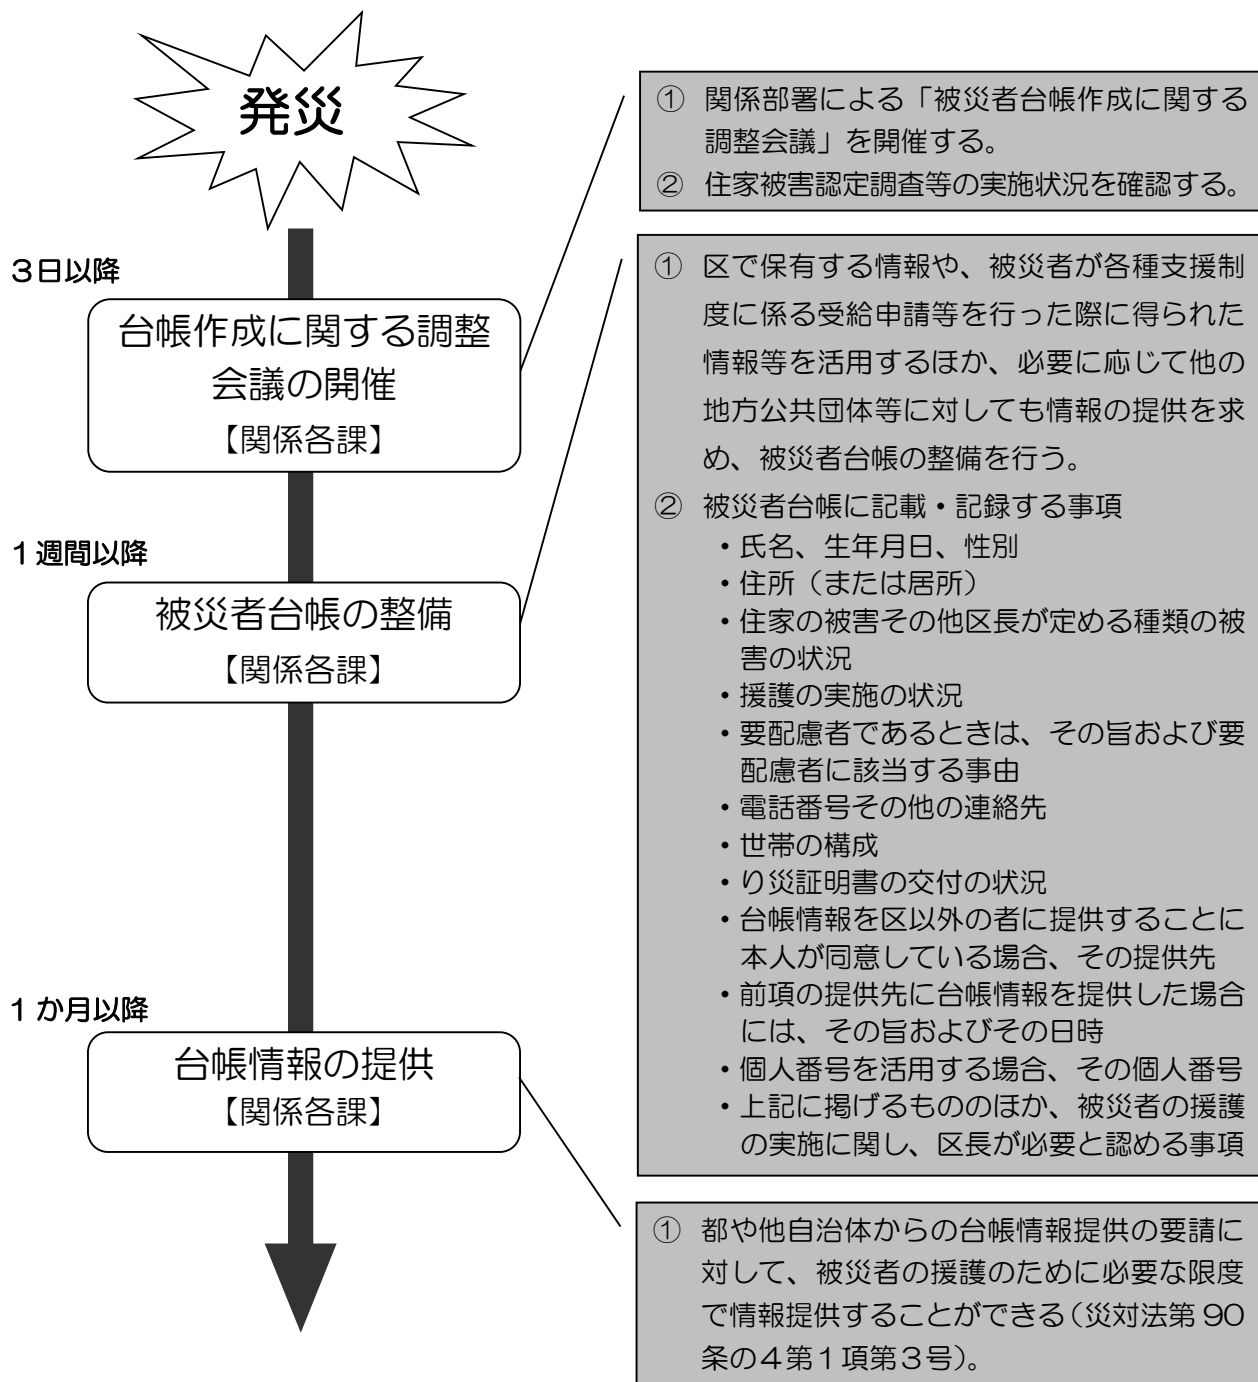 発災
① 関係部署による「被災者台帳作成に関する
調整会議」を開催する。
② 住家被害認定調査等の実施状況を確認する。
3日以降
台帳作成に関する調整
会議の開催
【関係各課】
① 区で保有する情報や、被災者が各種支援制
度に係る受給申請等を行った際に得られた
情報等を活用するほか、必要に応じて他の
地方公共団体等に対しても情報の提供を求
め、被災者台帳の整備を行う。
② 被災者台帳に記載・記録する事項
・氏名、生年月日、性別
・住所（または居所）
・住家の被害その他区長が定める種類の被
害の状況
・援護の実施の状況
・要配慮者であるときは、その旨および要
配慮者に該当する事由
・電話番号その他の連絡先
・世帯の構成
・り災証明書の交付の状況
・台帳情報を区以外の者に提供することに
本人が同意している場合、その提供先
・前項の提供先に台帳情報を提供した場合
には、その旨およびその日時
・個人番号を活用する場合、その個人番号
・上記に掲げるもののほか、被災者の援護
の実施に関し、区長が必要と認める事項
1週間以降
被災者台帳の整備
【関係各課】
1か月以降
台帳情報の提供
【関係各課】
① 都や他自治体からの台帳情報提供の要請に
対して、被災者の援護のために必要な限度
で情報提供することができる（災対法第90
条の4第1項第3号）。